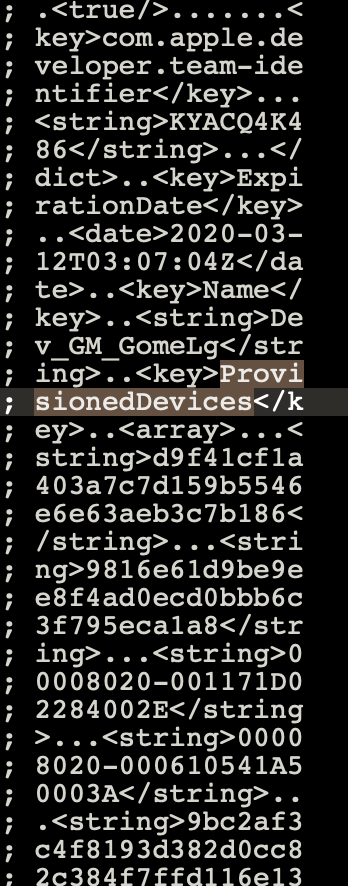 ; .<true/>.......<
; key>com.apple.de
; veloper.team-ide
; ntifier</key>...
; <string>KYACQ4K4
; 86</string>...</
; dict>..<key>Expi
; rationDate</key>
; ..<date>2020-03-
; 12T03:07:04Z</da
; te>..<key>Name</
; key>..<string>De
; v_GM_GomeLg</str
; ing>..<key>Provi
; sionedDevices</k
; ey>..<array>...<
; string>d9f41cf1a
; 403a7c7d159b5546
; e6e63aeb3c7b186<
; /string>...<stri
; ng>9816e61d9be9e
; e8f4ad0ecd0bbb6c
; 3f795eca1a8</str
; ing>...<string>0
; 0008020-001171D0
; 2284002E</string
; >...<string>0000
; 8020-000610541A5
; 0003A</string>..
; .<string>9bc2af3
; c4f8193d382d0cc8
; 2c384f7ffd116e13